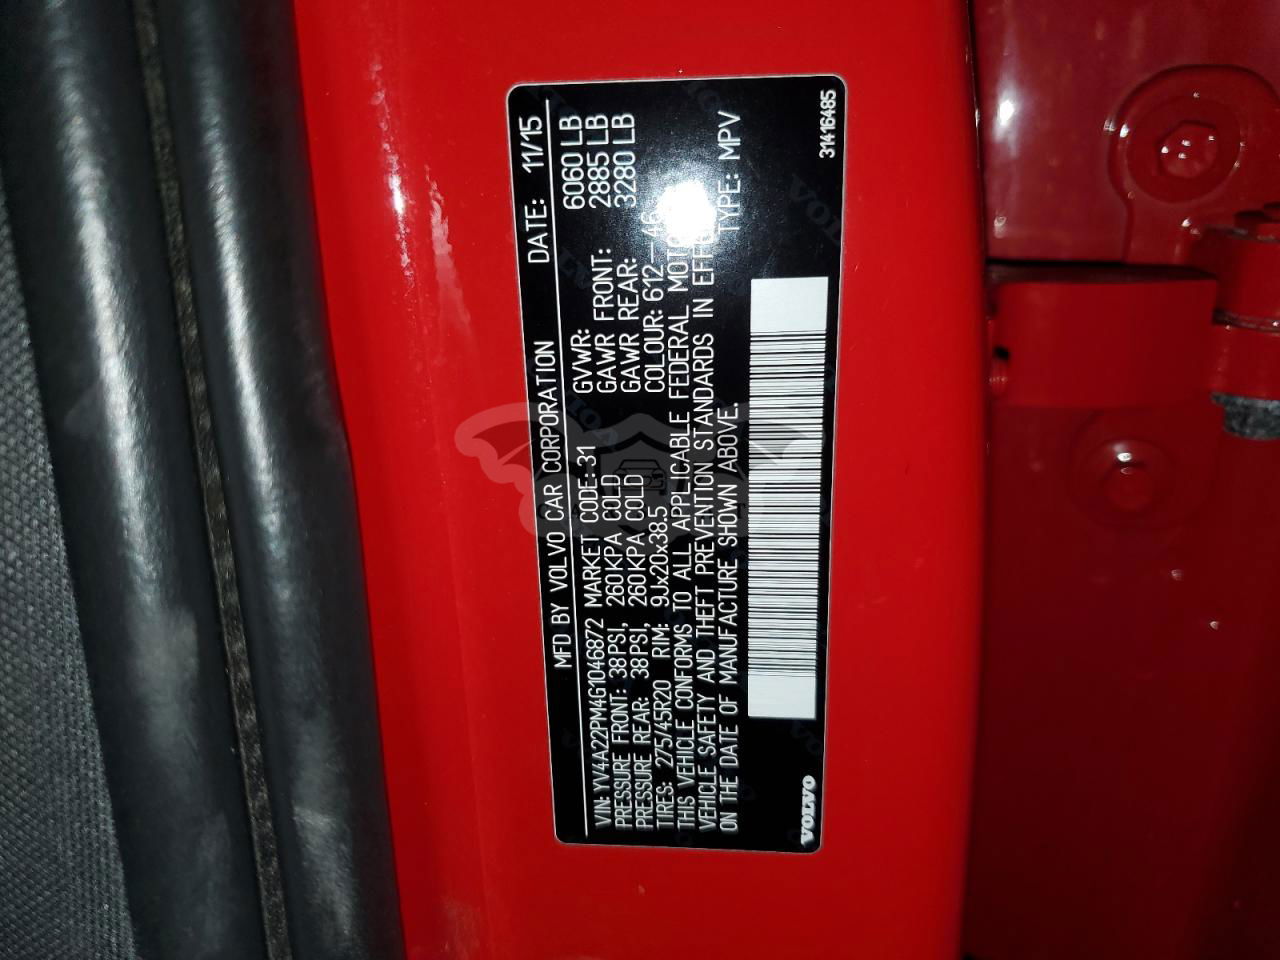 MFD BY VOLVO CAR CORPORATION DATE: 11/15
VIN: YV4A22PM4G1046872 MARKET CODE: 31 GVWR: 6060 LB
PRESSURE FRONT: 38PSI, 260KPA COLD GAWR FRONT: 2885 LB
PRESSURE REAR: 38PSI, 260KPA COLD GAWR REAR: 3280 LB
TIRES: 275/45R20 RIM: 9Jx20x38.5 COLOUR: 612-46
THIS VEHICLE CONFORMS TO ALL APPLICABLE FEDERAL
VEHICLE SAFETY AND THEFT PREVENTION STANDARDS IN
ON THE DATE OF MANUFACTURE SHOWN ABOVE. TYPE: MPV
VOLVO
31416485